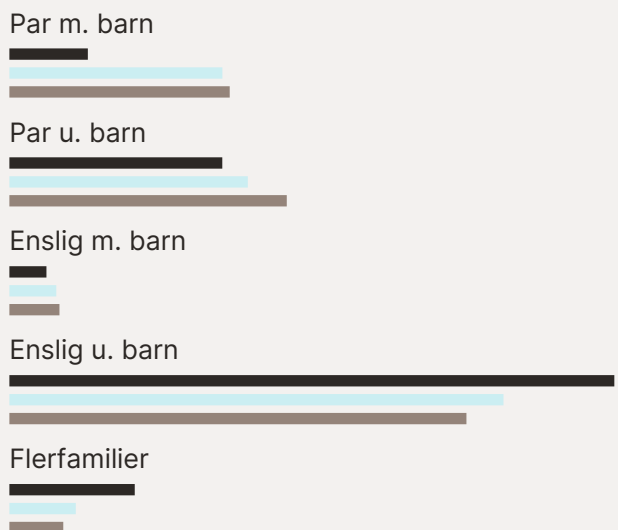 Par m. barn
Par u. barn
Enslig m. barn
Enslig u. barn
Flerfamilier